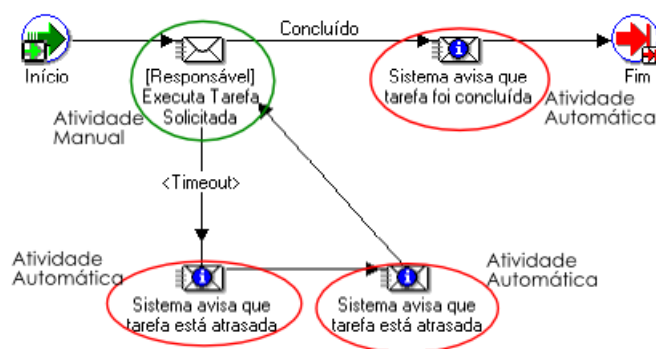 Concluído
Início
[Responsável]
Executa Tarefa
Solicitada
Sistema avisa que
tarefa foi concluída
Fim
Atividade
Manual
Atividade
Automática
<Timeout>
Atividade
Automática
Atividade
Automática
Sistema avisa que
tarefa está atrasada
Sistema avisa que
tarefa está atrasada